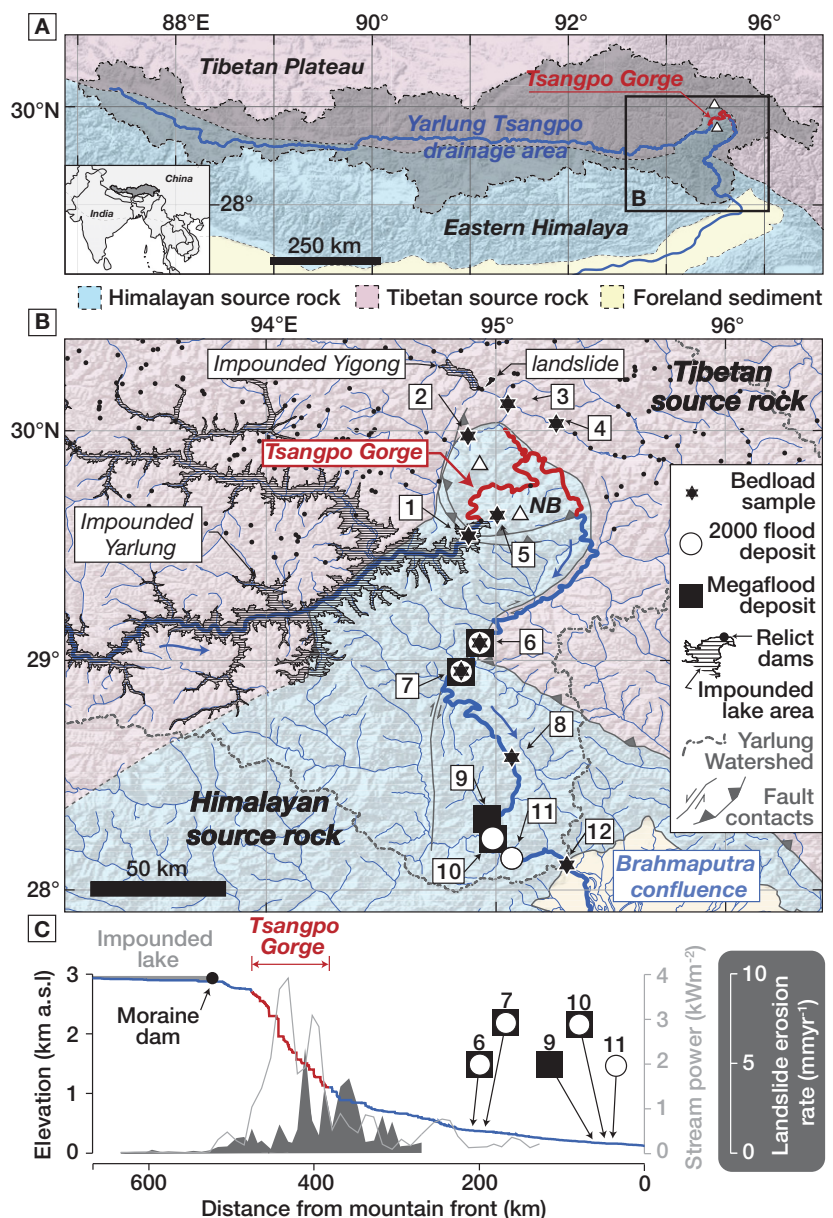 A
88°E
90°
92°
94°
96°
Tibetan Plateau
Tsangpo
Gorge
30°N
Yarlung Tsangpo
drainage area
China
India
28°
B
Eastern Himalaya
250 km
Himalayan source rock
Tibetan source rock
Foreland sediment
B
94°E
95°
96°
Impounded Yigong
landslide
Tibetan
source rock
2
3
4
30°N
Tsangpo Gorge
NB
1
5
Impounded
Yarlung
Bedload
sample
2000 flood
deposit
Megaflood
deposit
Relict
dams
Impounded
lake area
Yarlung
Watershed
Fault
contacts
6
29°
7
8
9
11
12
10
Himalayan
source rock
Brahmaputra
confluence
50 km
28°
C
Tsangpo
Gorge
Impounded
lake
Moraine
dam
3
2
1
0
Elevation (km a.s.l)
6
7
9
10
11
4
3
2
1
0
Stream power (kWm-2)
10
5
0
Landslide erosion
rate (mmyr-1)
600
400
200
0
Distance from mountain front (km)